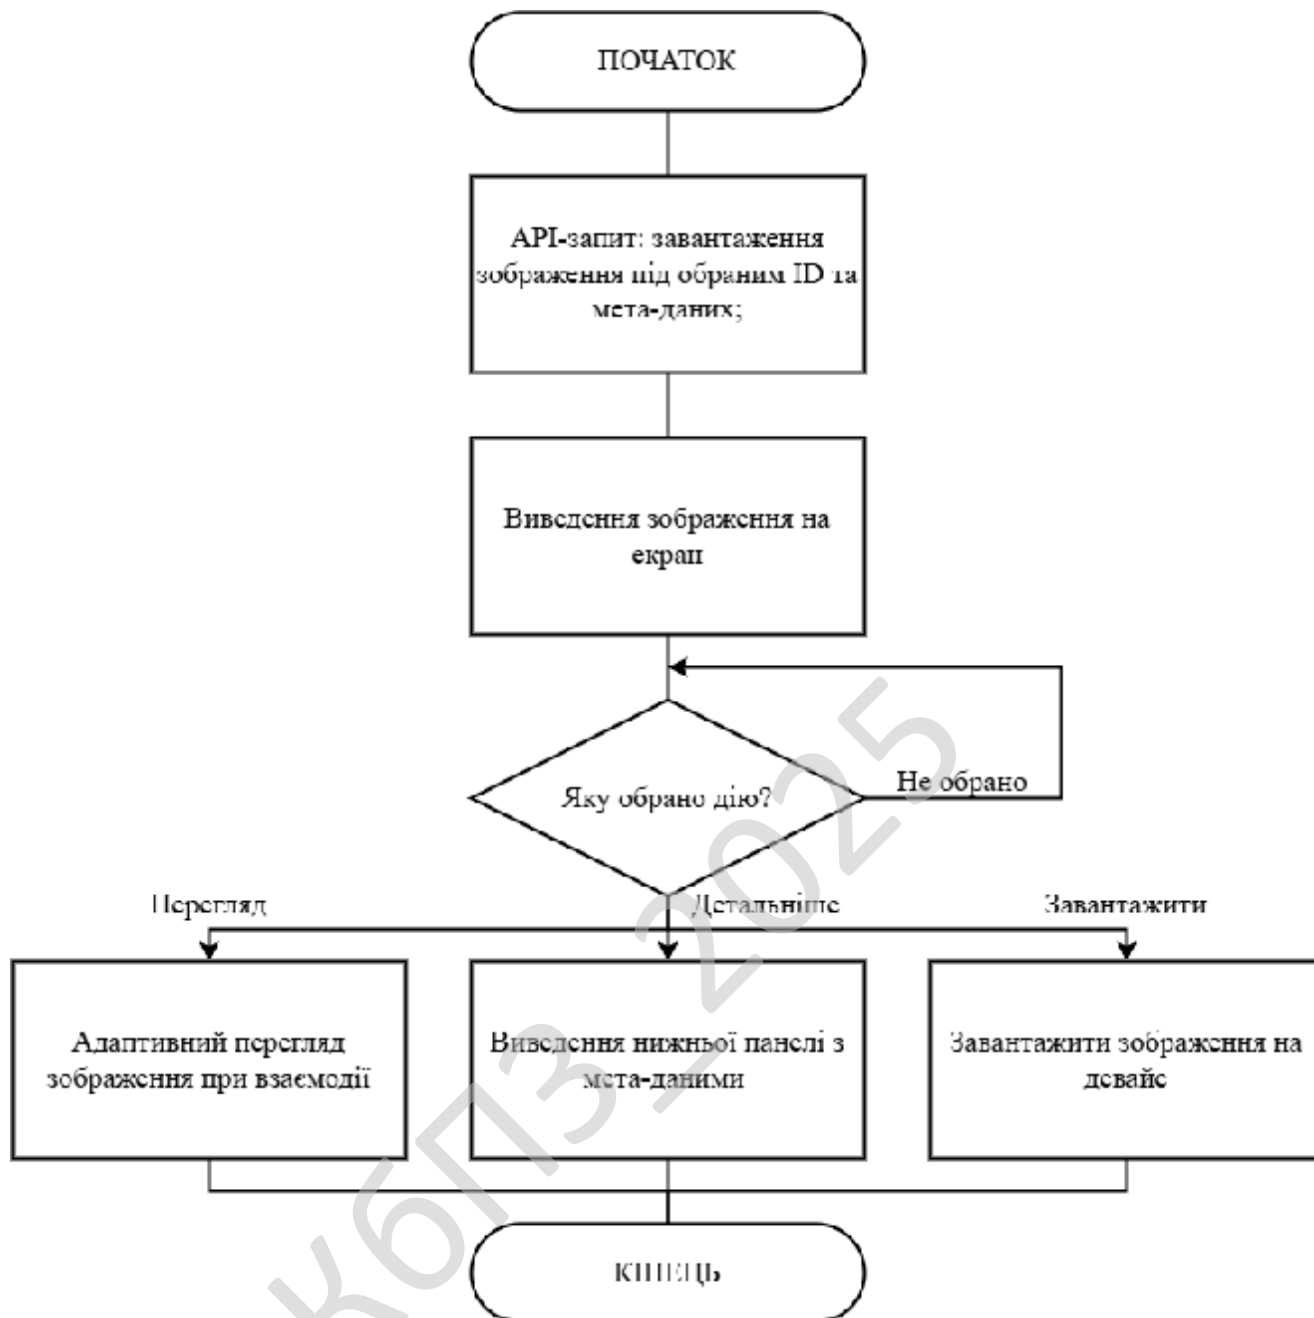 ПОЧАТОК
API-запит: завантаження
зображення під обраним ID та
мета-даних;
Виведення зображення на
екран
Яку обрано дію?
Не обрано
Перегляд
Детальніше
Завантажити
Адаптивний перегляд
зображення при взаємодії
Виведення нижньої панелі з
мета-даними
Завантажити зображення на
девайс
КІНЕЦЬ
КбПЗ_2025